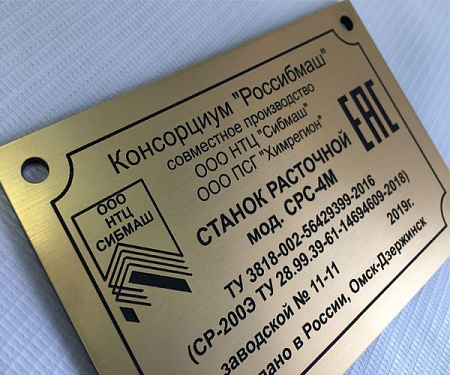 Консорциум "Россибмаш"
совместное производство
ООО НТЦ "Сибмаш"
ООО ПСГ "Химрегион"
EAC
ООО
НТЦ
СИБМАШ
СТАНОК РАСТОЧНОЙ
МОД. СРС-4М
ТУ 3818-002-56429399-2016
(СР-200Э ТУ 28.99.39-61-14694609-2018)
заводской № 11-11 2019г.
дано в России, Омск-Дзержинск